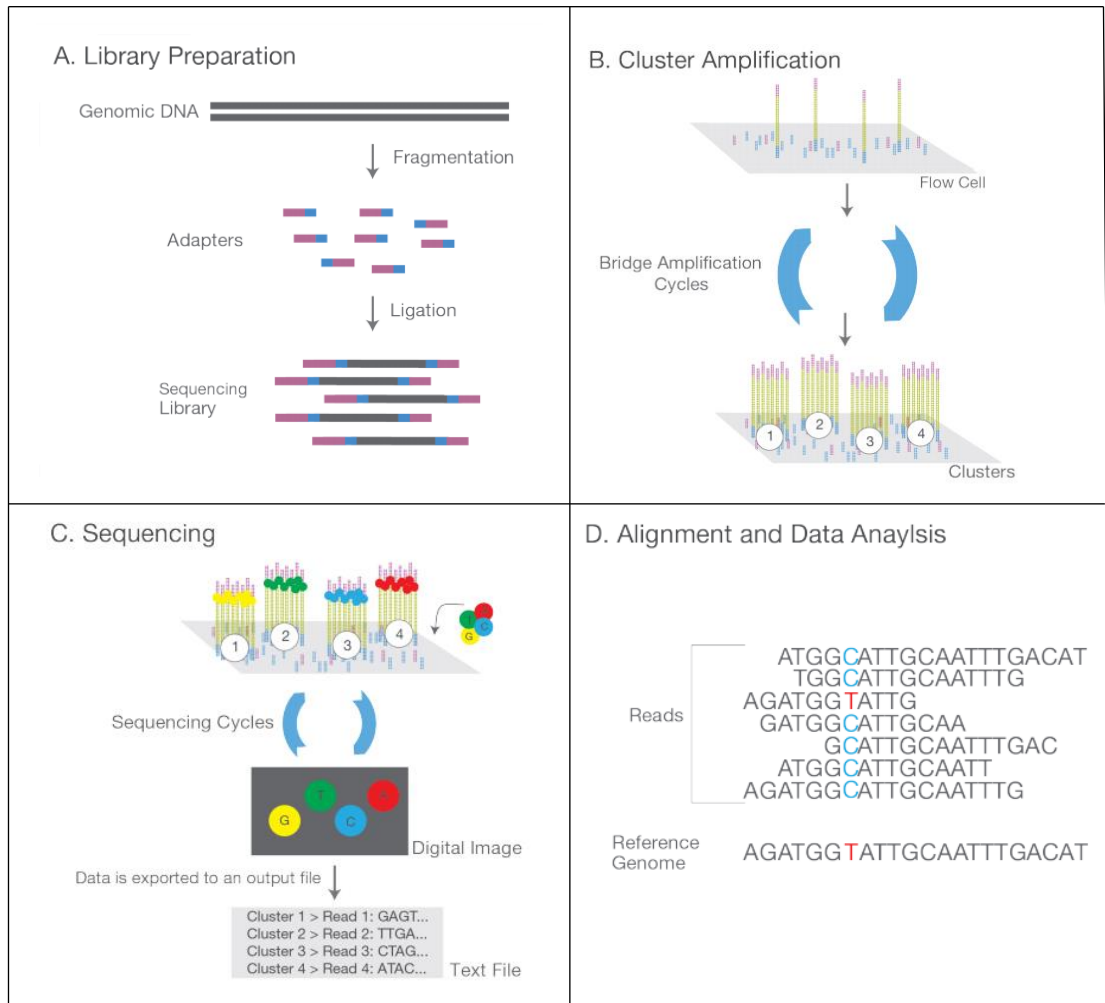 A. Library Preparation
Genomic DNA
Fragmentation
Adapters
Ligation
Sequencing
Library
B. Cluster Amplification
Flow Cell
Bridge Amplification
Cycles
1
2
3
4
Clusters
C. Sequencing
1
2
3
4
A
T
C
G
Sequencing Cycles
G
T
C
A
Digital Image
Data is exported to an output file
Cluster 1 > Read 1: GAGT...
Cluster 2 > Read 2: TTGA...
Cluster 3 > Read 3: CTAG...
Cluster 4 > Read 4: ATAC...
Text File
D. Alignment and Data Anaylsis
Reads
ATGGCATTGCAATTTGACAT
TGGCATTGCAATTTG
AGATGGTATTG
GATGGCATTGCAA
GCATTGCAATTTGAC
ATGGCATTGCAATT
AGATGGCATTGCAATTTG
Reference
Genome
AGATGGTATTGCAATTTGACAT